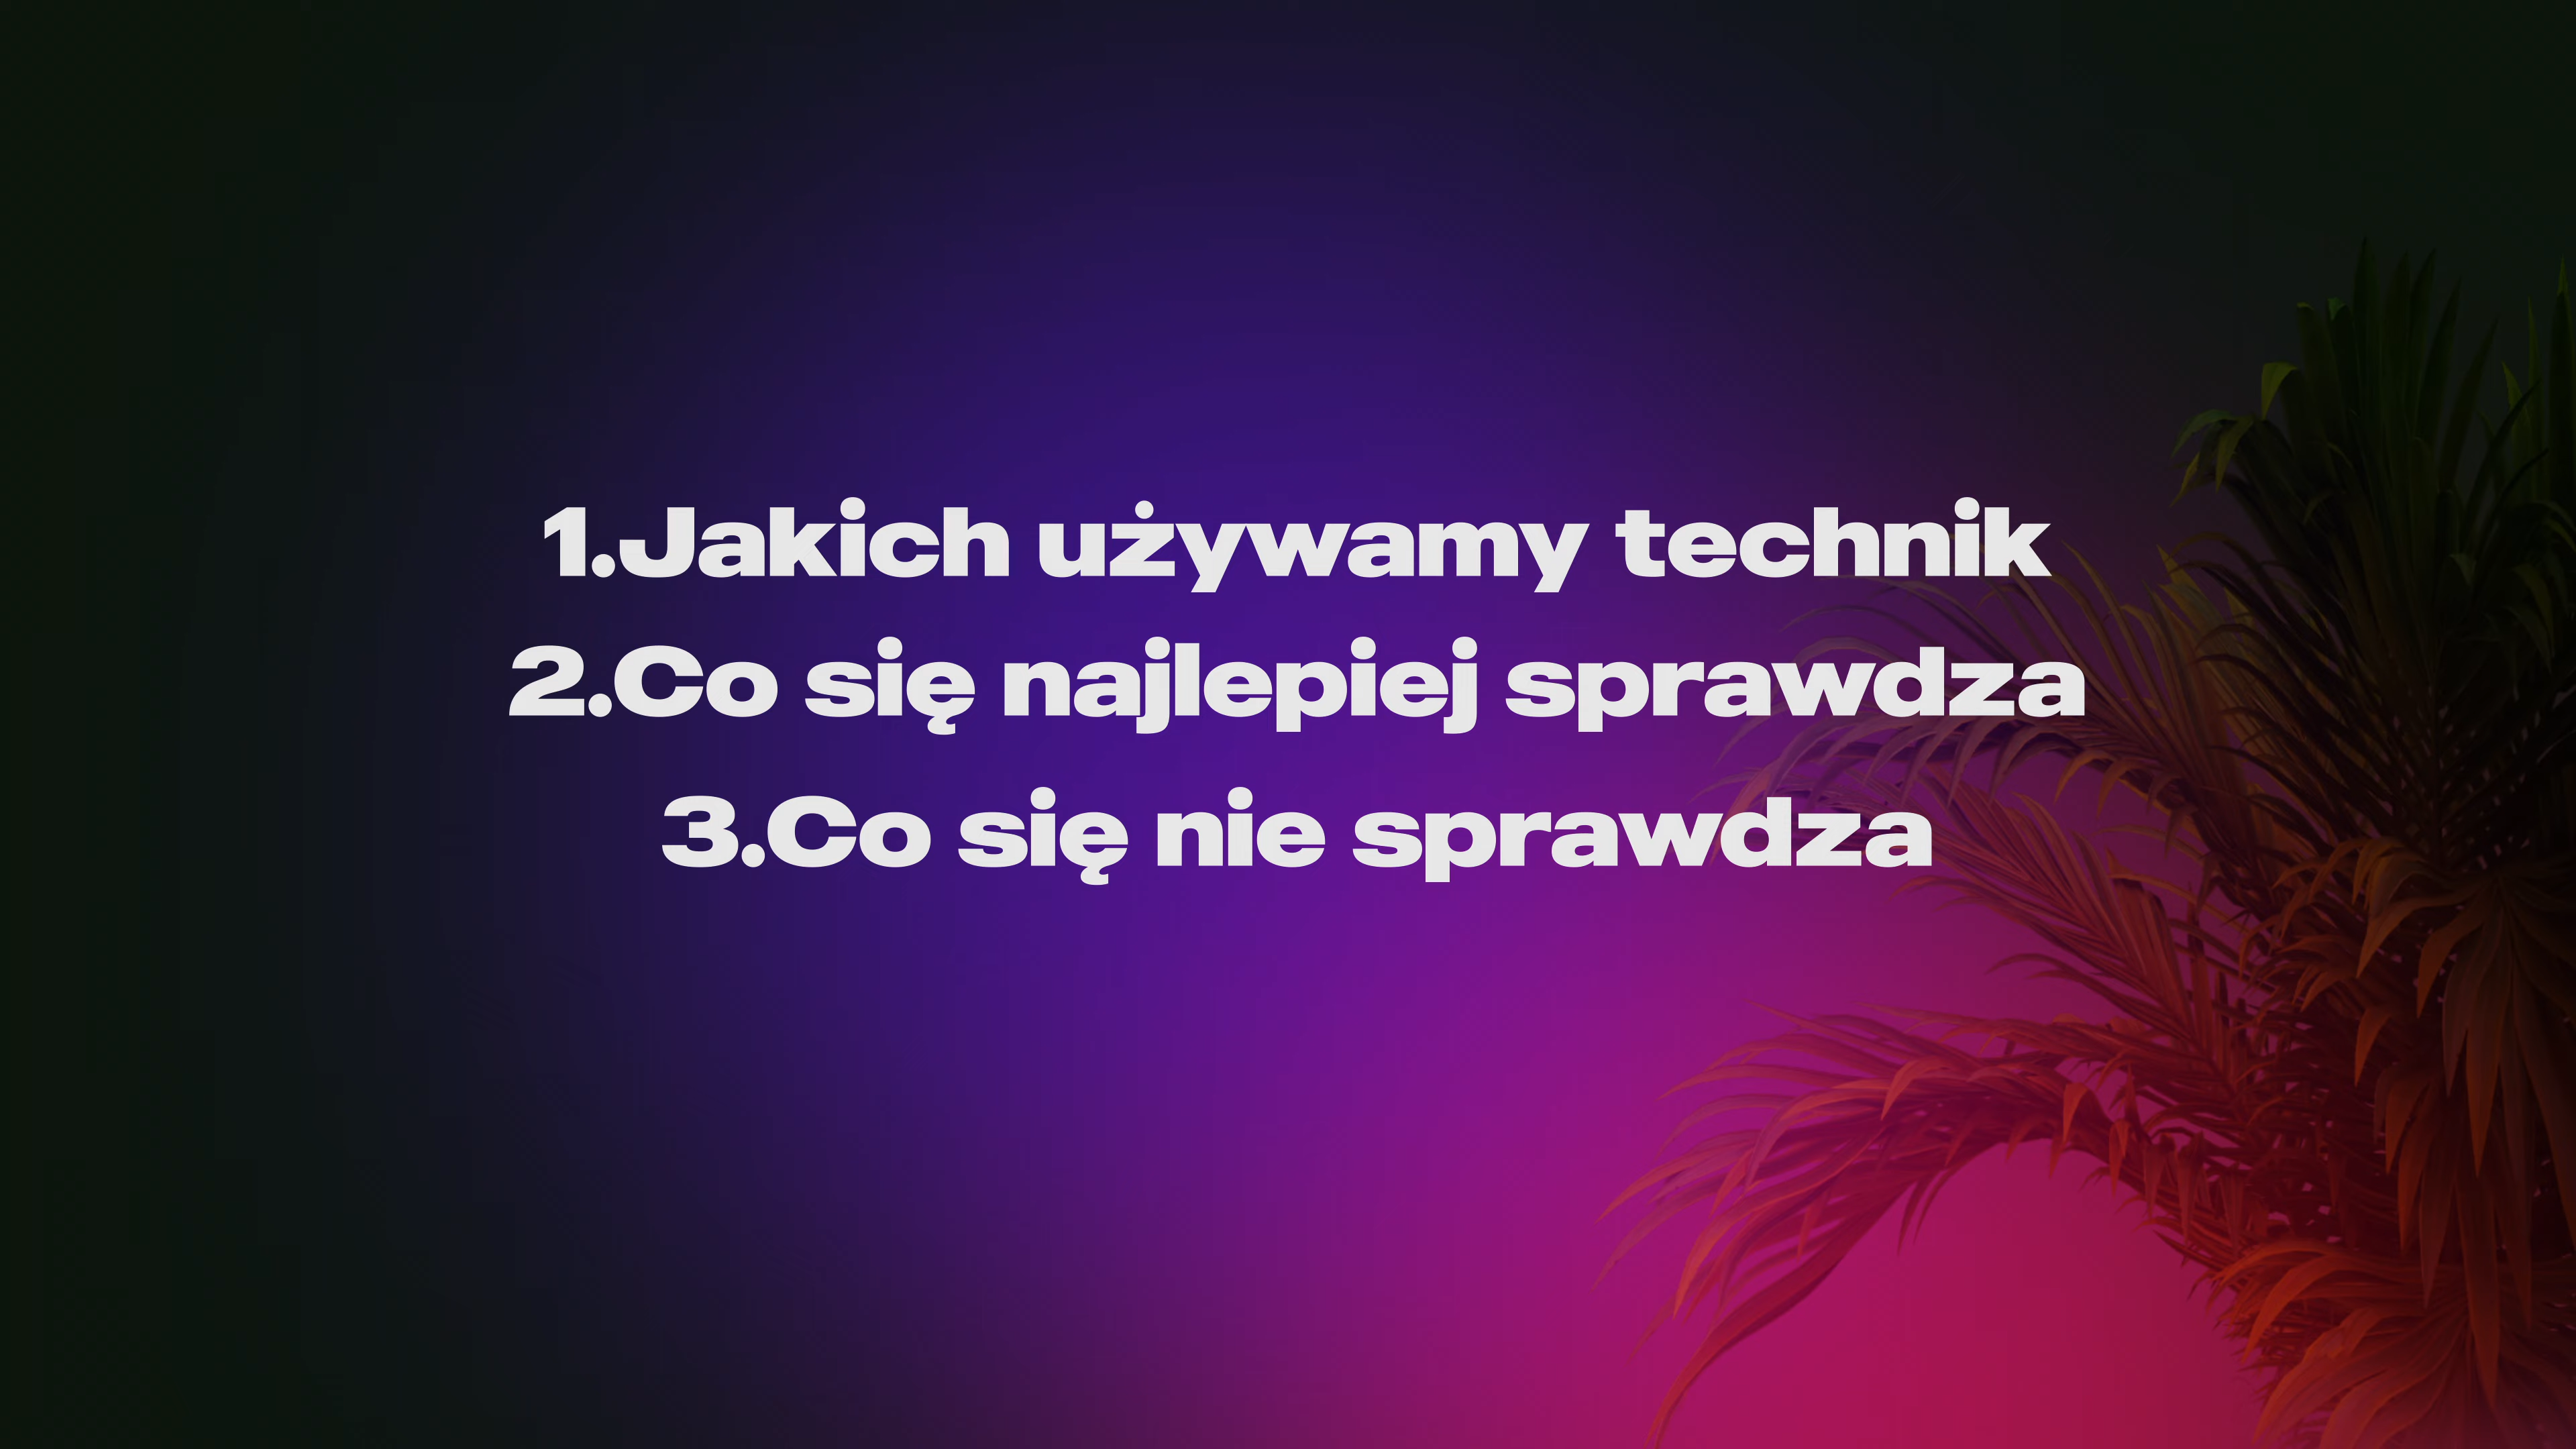 1.Jakich używamy technik
2.Co się najlepiej sprawdza
3.Co się nie sprawdza